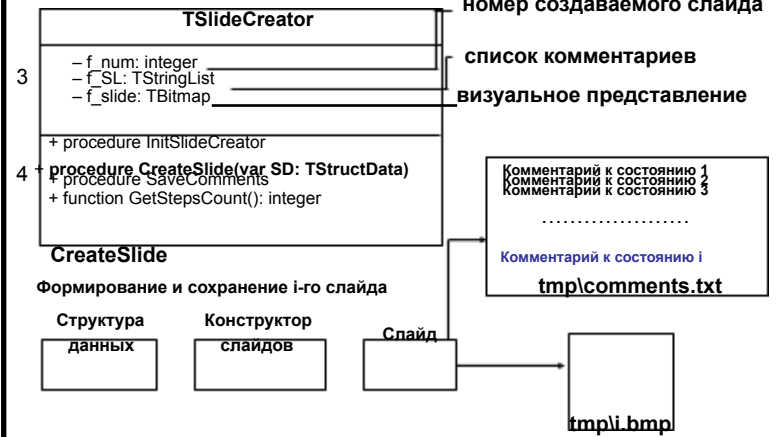 номер создаваемого слайда
TSlideCreator
– f_num: integer
список комментариев
3
– f_SL: TStringList
– f_slide: TBitmap
визуальное представление
+ procedure InitSlideCreator
4
+ procedure CreateSlide(var SD: TStructData)
+ procedure SaveComments
+ function GetStepsCount(): integer
Комментарий к состоянию 1
Комментарий к состоянию 2
Комментарий к состоянию 3
.....................
CreateSlide
Комментарий к состоянию i
tmp\comments.txt
Формирование и сохранение i-го слайда
Структура
данных
Конструктор
слайдов
Слайд
tmp\i.bmp